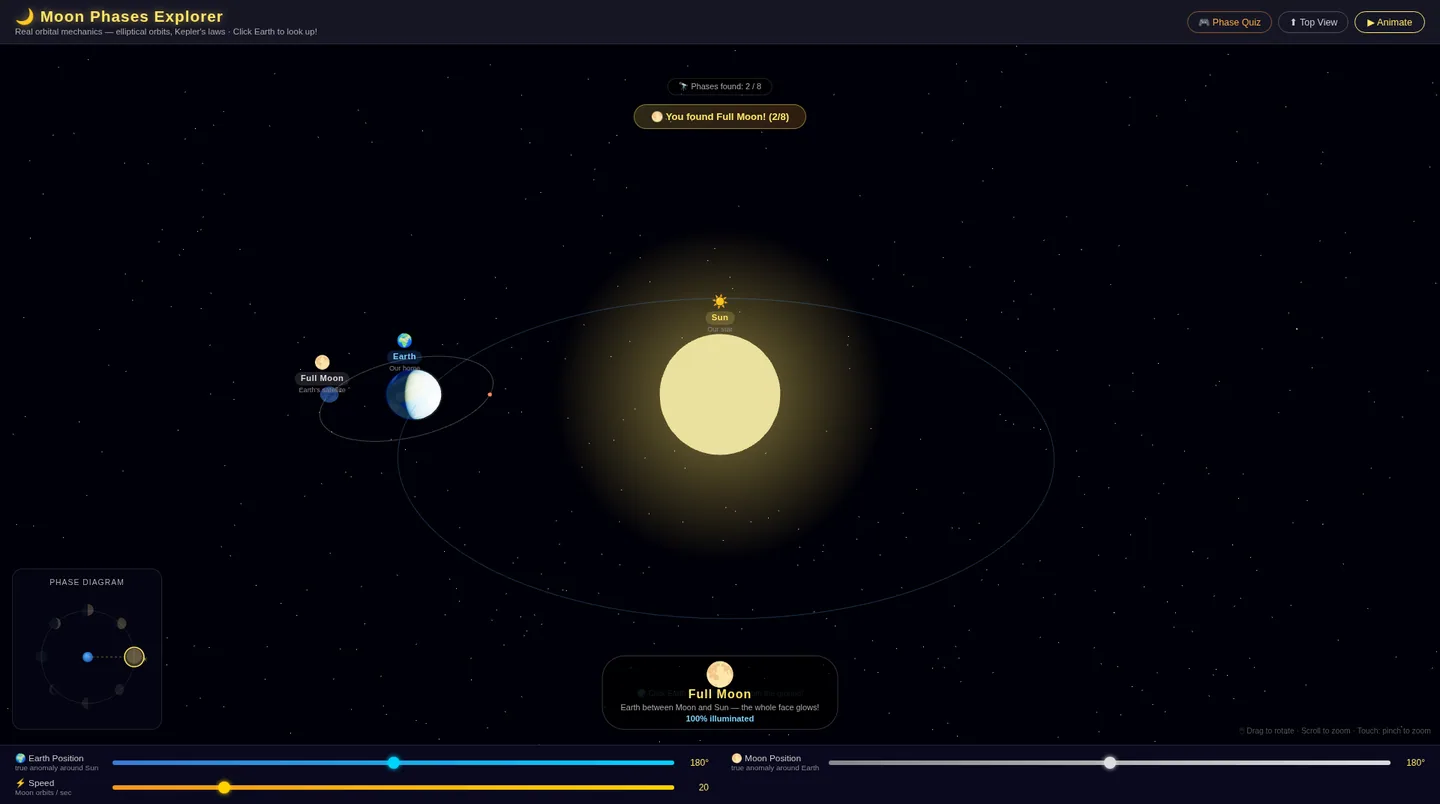 🌙 Moon Phases Explorer
Real orbital mechanics — elliptical orbits, Kepler's laws · Click Earth to look up!
🎮 Phase Quiz
⬆ Top View
▶ Animate
🔭 Phases found: 2 / 8
🌕 You found Full Moon! (2/8)
Sun
Our star
Earth
Our home
Full Moon
Earth's satellite
PHASE DIAGRAM
Full Moon
Earth between Moon and Sun — the whole face glows!
100% illuminated
Drag to rotate · Scroll to zoom · Touch: pinch to zoom
🌍 Earth Position
true anomaly around Sun
180°
🌕 Moon Position
true anomaly around Earth
180°
⚡ Speed
Moon orbits / sec
20